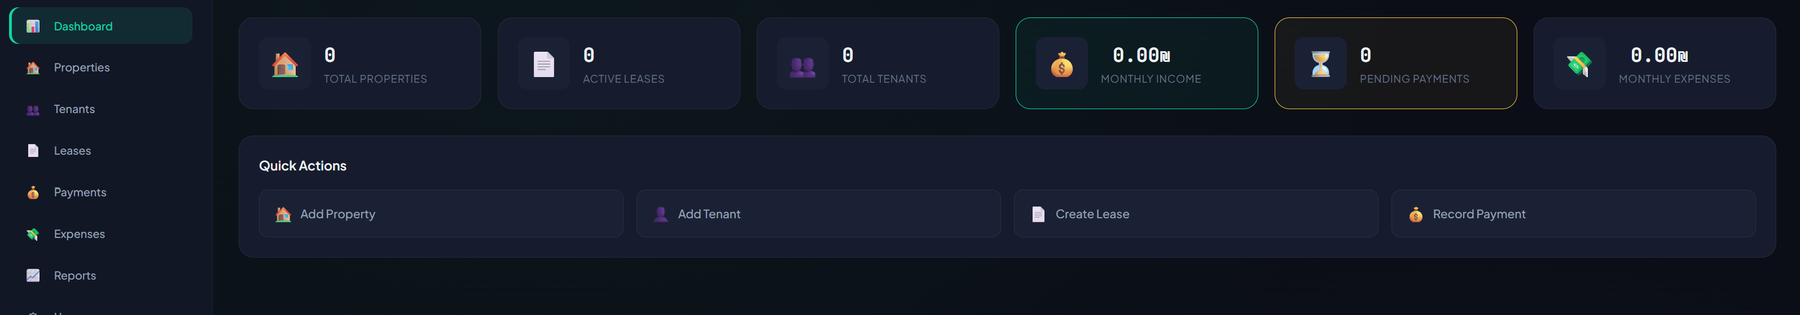 Dashboard
Properties
Tenants
Leases
Payments
Expenses
Reports
0
TOTAL PROPERTIES
0
ACTIVE LEASES
0
TOTAL TENANTS
0.00₪
MONTHLY INCOME
0
PENDING PAYMENTS
0.00₪
MONTHLY EXPENSES
Quick Actions
Add Property
Add Tenant
Create Lease
Record Payment